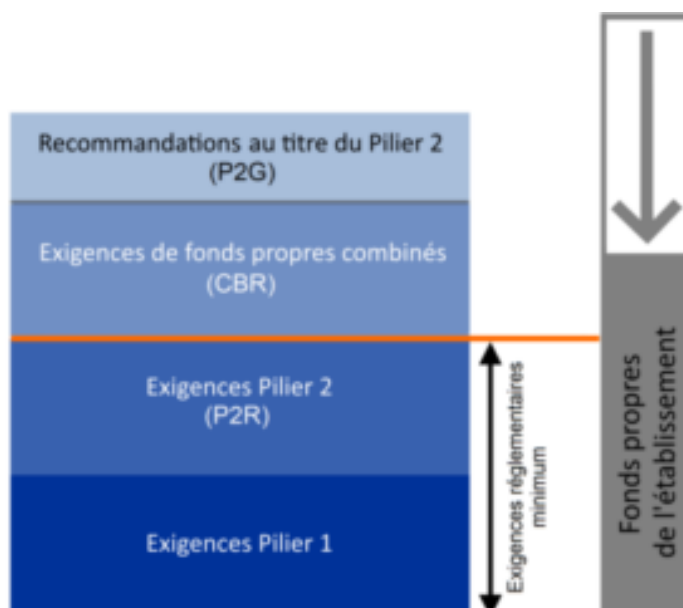 Recommandations au titre du Pilier 2
(P2G)
Exigences de fonds propres combinés
(CBR)
Exigences Pilier 2
(P2R)
Exigences Pilier 1
Exigences réglementaires
minimum
Fonds propres
de l'établissement